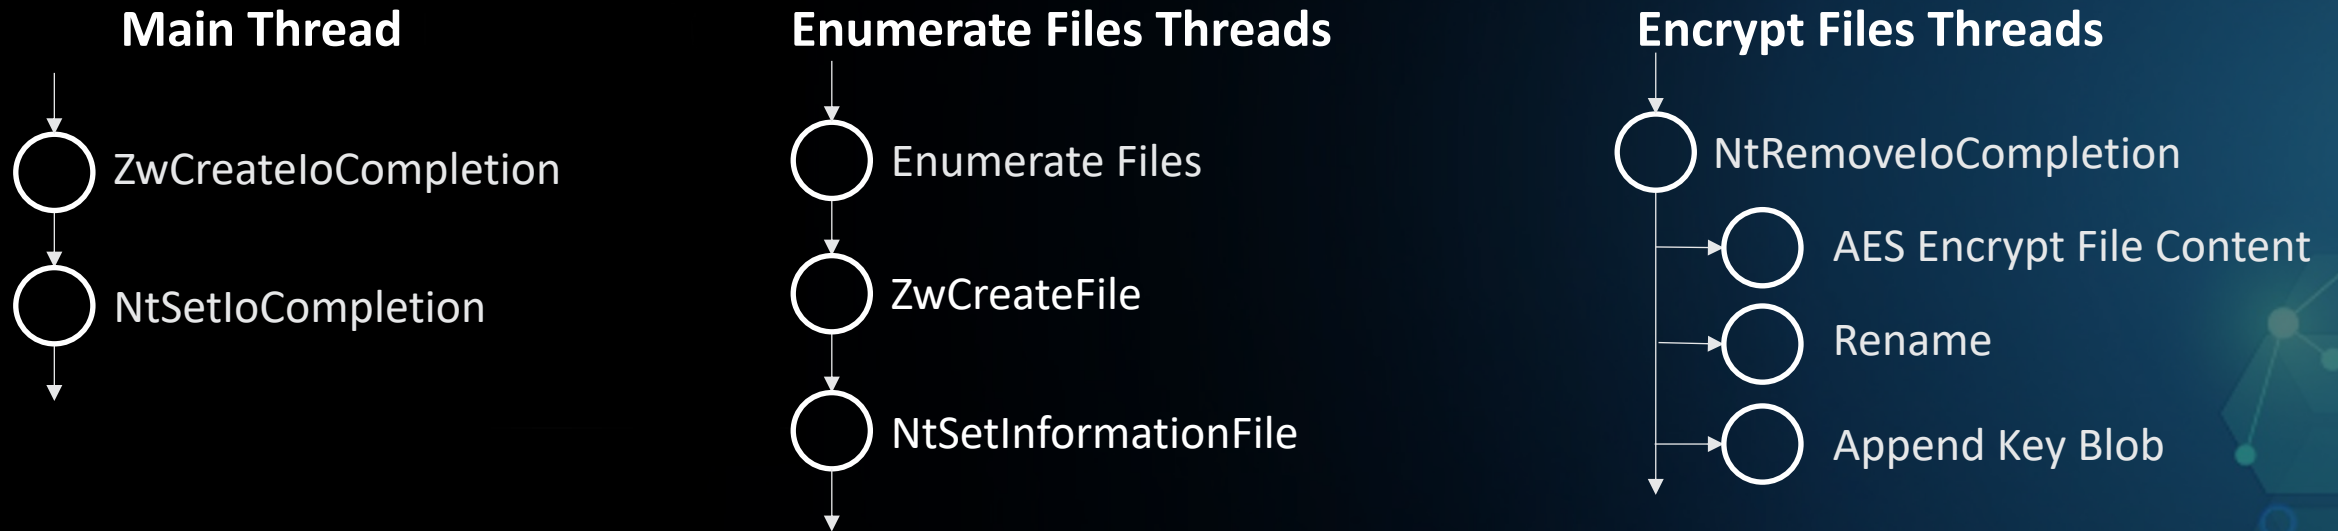 Main Thread
ZwCreateIoCompletion
NtSetIoCompletion
Enumerate Files Threads
Enumerate Files
ZwCreateFile
NtSetInformationFile
Encrypt Files Threads
NtRemoveIoCompletion
AES Encrypt File Content
Rename
Append Key Blob